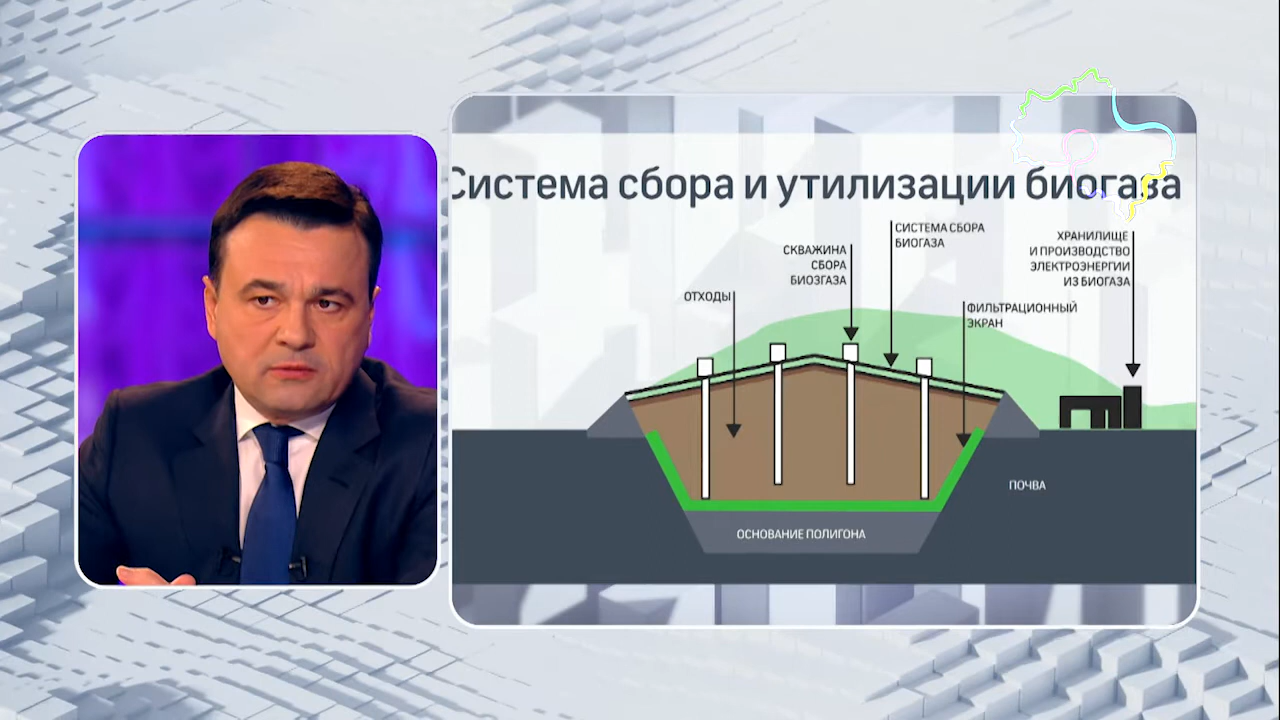 Система сбора и утилизации биогаза
СИСТЕМА СБОРА
БИОГАЗА
СКВАЖИНА
СБОРА
БИОЗГАЗА
ХРАНИЛИЩЕ
И ПРОИЗВОДСТВО
ЭЛЕКТРОЭНЕРГИИ
ИЗ БИОГАЗА
ОТХОДЫ
ФИЛЬТРАЦИОННЫЙ
ЭКРАН
ПОЧВА
ОСНОВАНИЕ ПОЛИГОНА